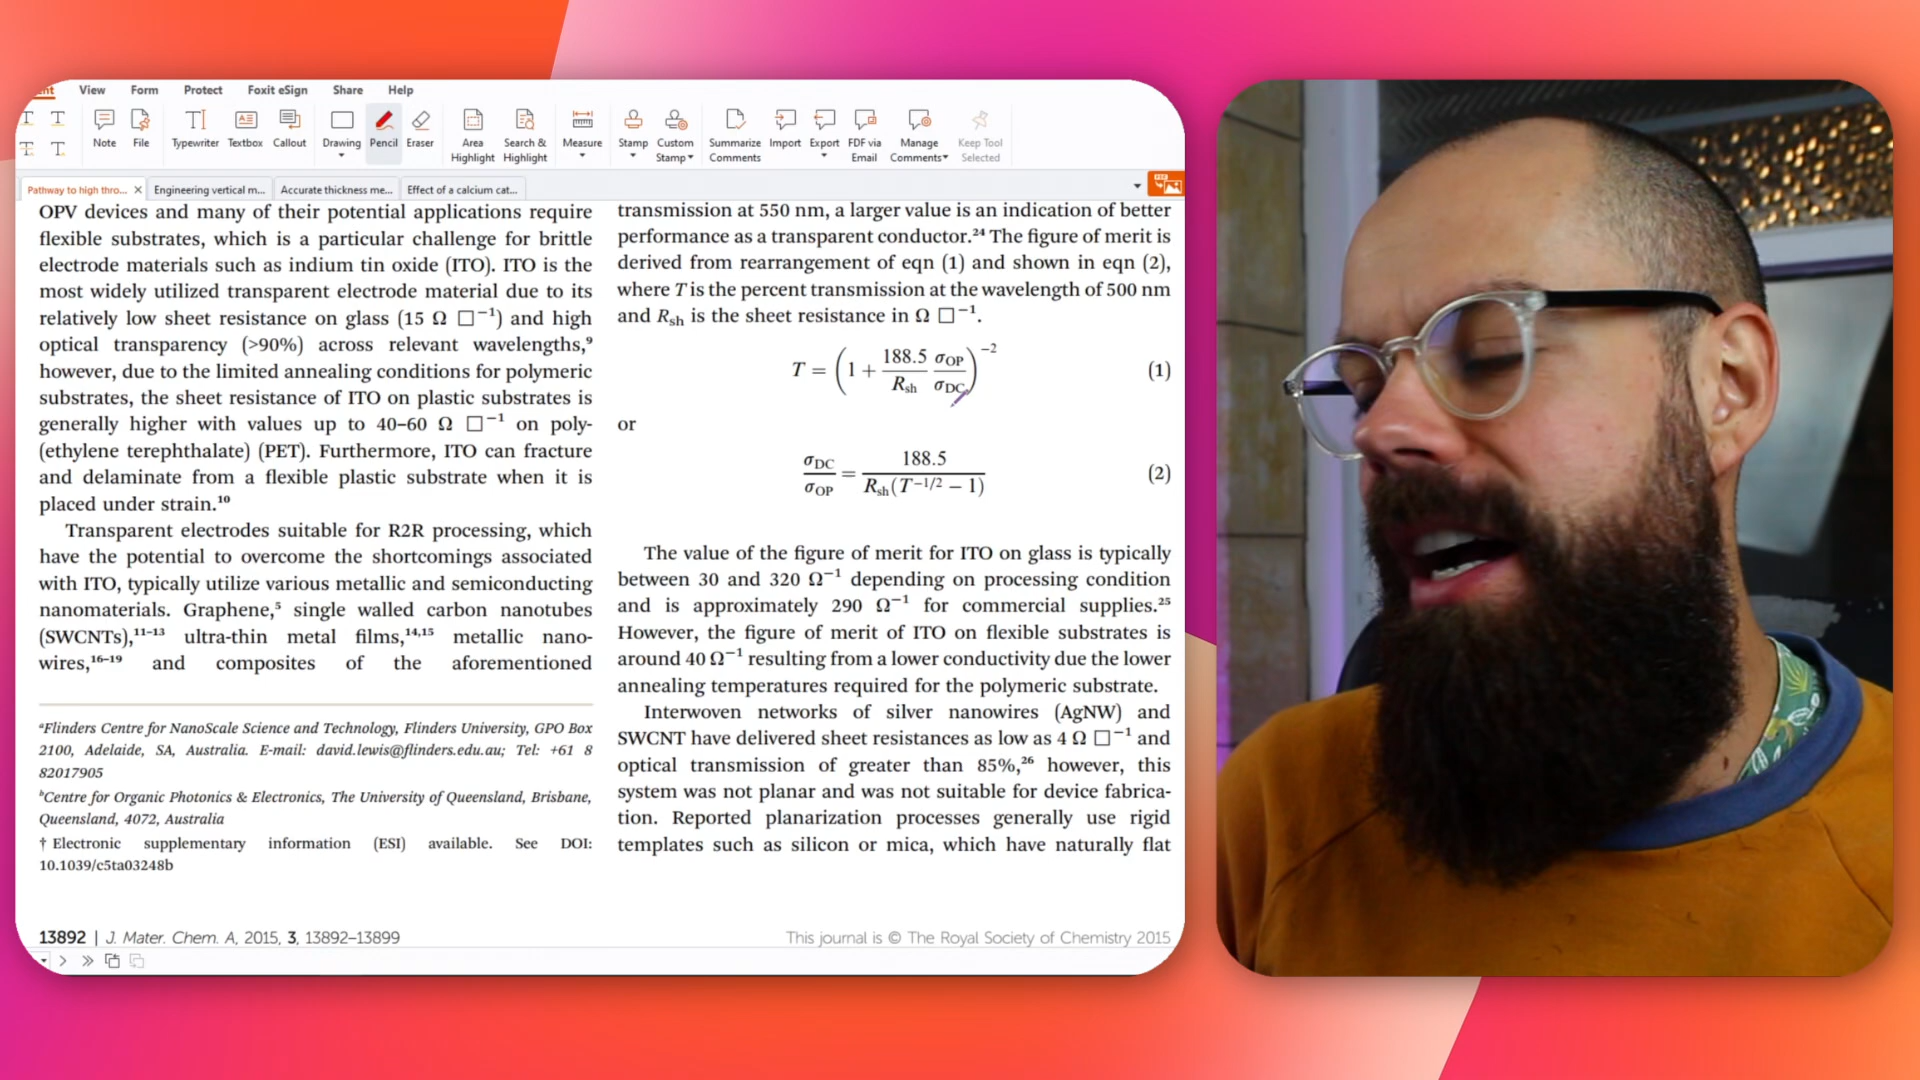 View Form Protect Foxit eSign Share Help
Note File Typewriter Textbox Callout Drawing Pencil Eraser Area Highlight Search & Highlight Measure Stamp Custom Stamp Summarize Comments Import Export FDF via Email Manage Comments Keep Tool Selected
Pathway to high thro... Engineering vertical m... Accurate thickness me... Effect of a calcium cat...
OPV devices and many of their potential applications require
flexible substrates, which is a particular challenge for brittle
electrode materials such as indium tin oxide (ITO). ITO is the
most widely utilized transparent electrode material due to its
relatively low sheet resistance on glass (15 Ω □⁻¹) and high
optical transparency (>90%) across relevant wavelengths,⁹
however, due to the limited annealing conditions for polymeric
substrates, the sheet resistance of ITO on plastic substrates is
generally higher with values up to 40–60 Ω □⁻¹ on poly-
(ethylene terephthalate) (PET). Furthermore, ITO can fracture
and delaminate from a flexible plastic substrate when it is
placed under strain.¹⁰
Transparent electrodes suitable for R2R processing, which
have the potential to overcome the shortcomings associated
with ITO, typically utilize various metallic and semiconducting
nanomaterials. Graphene,⁵ single walled carbon nanotubes
(SWCNTs),¹¹⁻¹³ ultra-thin metal films,¹⁴,¹⁵ metallic nano-
wires,¹⁶⁻¹⁹ and composites of the aforementioned
ᵃFlinders Centre for NanoScale Science and Technology, Flinders University, GPO Box
2100, Adelaide, SA, Australia. E-mail: david.lewis@flinders.edu.au; Tel: +61 8
82017905
ᵇCentre for Organic Photonics & Electronics, The University of Queensland, Brisbane,
Queensland, 4072, Australia
† Electronic supplementary information (ESI) available. See DOI:
10.1039/c5ta03248b
transmission at 550 nm, a larger value is an indication of better
performance as a transparent conductor.²⁴ The figure of merit is
derived from rearrangement of eqn (1) and shown in eqn (2),
where T is the percent transmission at the wavelength of 500 nm
and Rsh is the sheet resistance in Ω □⁻¹.
T = (1 + 188.5/Rsh σOP/σDC)⁻² (1)
or
σDC/σOP = 188.5/Rsh(T⁻¹/² − 1) (2)
The value of the figure of merit for ITO on glass is typically
between 30 and 320 Ω⁻¹ depending on processing condition
and is approximately 290 Ω⁻¹ for commercial supplies.²⁵
However, the figure of merit of ITO on flexible substrates is
around 40 Ω⁻¹ resulting from a lower conductivity due the lower
annealing temperatures required for the polymeric substrate.
Interwoven networks of silver nanowires (AgNW) and
SWCNT have delivered sheet resistances as low as 4 Ω □⁻¹ and
optical transmission of greater than 85%,²⁶ however, this
system was not planar and was not suitable for device fabrica-
tion. Reported planarization processes generally use rigid
templates such as silicon or mica, which have naturally flat
13892 | J. Mater. Chem. A, 2015, 3, 13892–13899
This journal is © The Royal Society of Chemistry 2015